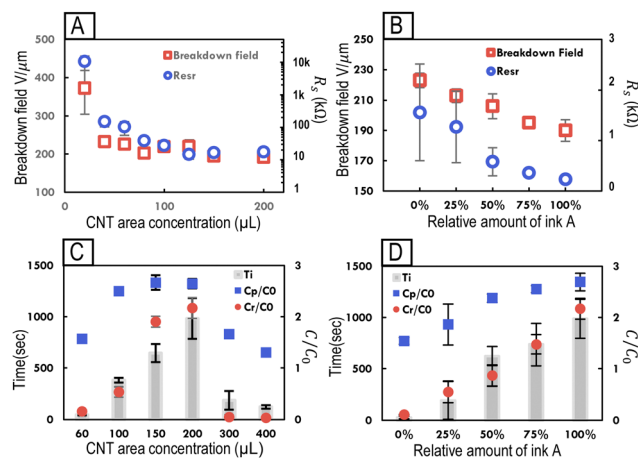 A
500
400
300
200
100
Breakdown field V/μm
Breakdown field
Resr
10k
1k
100
10
1
Rs (kΩ)
0
50
100
150
200
CNT area concentration (μL)
B
250
230
210
190
170
150
Breakdown field V/μm
Breakdown Field
Resr
3
2
1
0
Rs (kΩ)
0%
25%
50%
75%
100%
Relative amount of ink A
C
1500
1000
500
0
Time(sec)
Ti
Cp/C0
Cr/C0
3
2
1
0
C/C0
60
100
150
200
300
400
CNT area concentration (μL)
D
1500
1000
500
0
Time(sec)
Ti
Cp/C0
Cr/C0
3
2
1
0
C/C0
0%
25%
50%
75%
100%
Relative amount of ink A